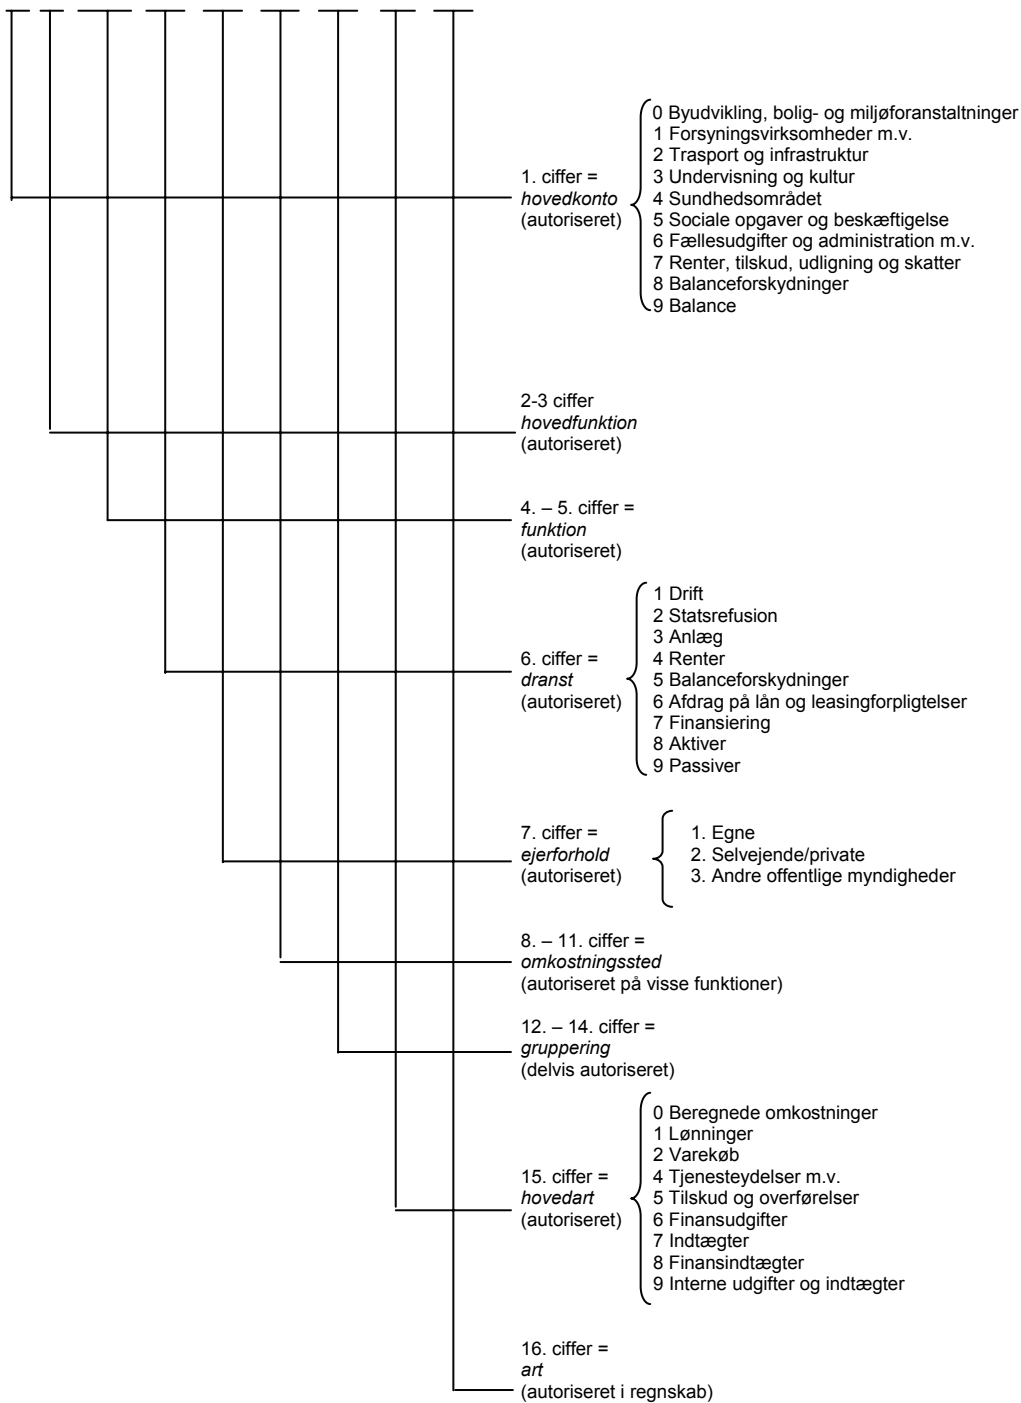 0 Byudvikling, bolig- og miljøforanstaltninger
1 Forsyningsvirksomheder m.v.
2 Trasport og infrastruktur
1. ciffer =
3 Undervisning og kultur
hovedkonto
4 Sundhedsområdet
(autoriseret)
5 Sociale opgaver og beskæftigelse
6 Fællesudgifter og administration m.v.
7 Renter, tilskud, udligning og skatter
8 Balanceforskydninger
9 Balance
2-3 ciffer
hovedfunktion
(autoriseret)
4. – 5. ciffer =
funktion
(autoriseret)
1 Drift
2 Statsrefusion
3 Anlæg
6. ciffer =
4 Renter
dranst
5 Balanceforskydninger
(autoriseret)
6 Afdrag på lån og leasingforpligtelser
7 Finansiering
8 Aktiver
9 Passiver
7. ciffer =
1. Egne
ejerforhold
2. Selvejende/private
(autoriseret)
3. Andre offentlige myndigheder
8. – 11. ciffer =
omkostningssted
(autoriseret på visse funktioner)
12. – 14. ciffer =
gruppering
(delvis autoriseret)
0 Beregnede omkostninger
1 Lønninger
2 Varekøb
15. ciffer =
4 Tjenesteydelser m.v.
hovedart
5 Tilskud og overførelser
(autoriseret)
6 Finansudgifter
7 Indtægter
8 Finansindtægter
9 Interne udgifter og indtægter
16. ciffer =
art
(autoriseret i regnskab)